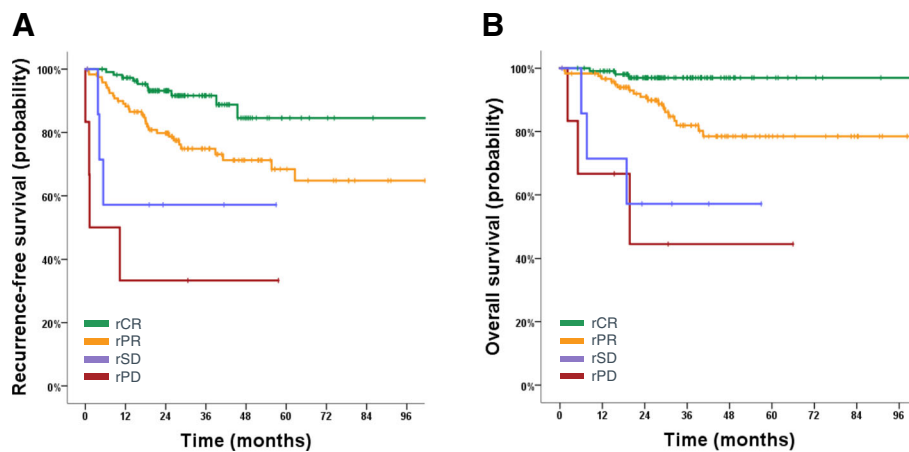 A
Recurrence-free survival (probability)
100%
80%
60%
40%
20%
0%
rCR
rPR
rSD
rPD
0 12 24 36 48 60 72 84 96
Time (months)
B
Overall survival (probability)
100%
80%
60%
40%
20%
0%
rCR
rPR
rSD
rPD
0 12 24 36 48 60 72 84 96
Time (months)